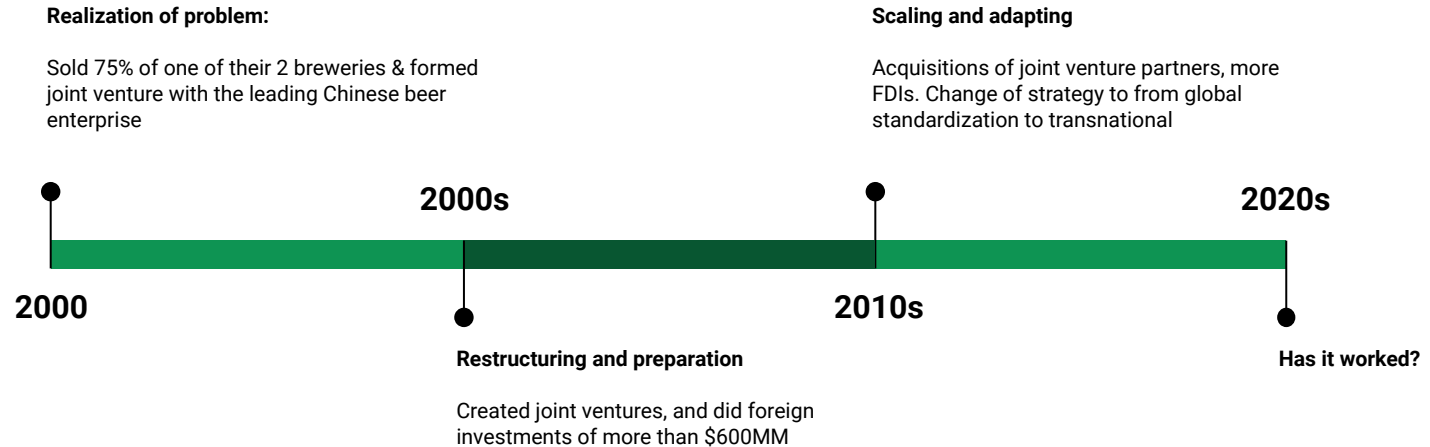 Realization of problem:
Sold 75% of one of their 2 breweries & formed
joint venture with the leading Chinese beer
enterprise
Scaling and adapting
Acquisitions of joint venture partners, more
FDIs. Change of strategy to from global
standardization to transnational
2000s
2020s
2000
2010s
Restructuring and preparation
Created joint ventures, and did foreign
investments of more than $600MM
Has it worked?